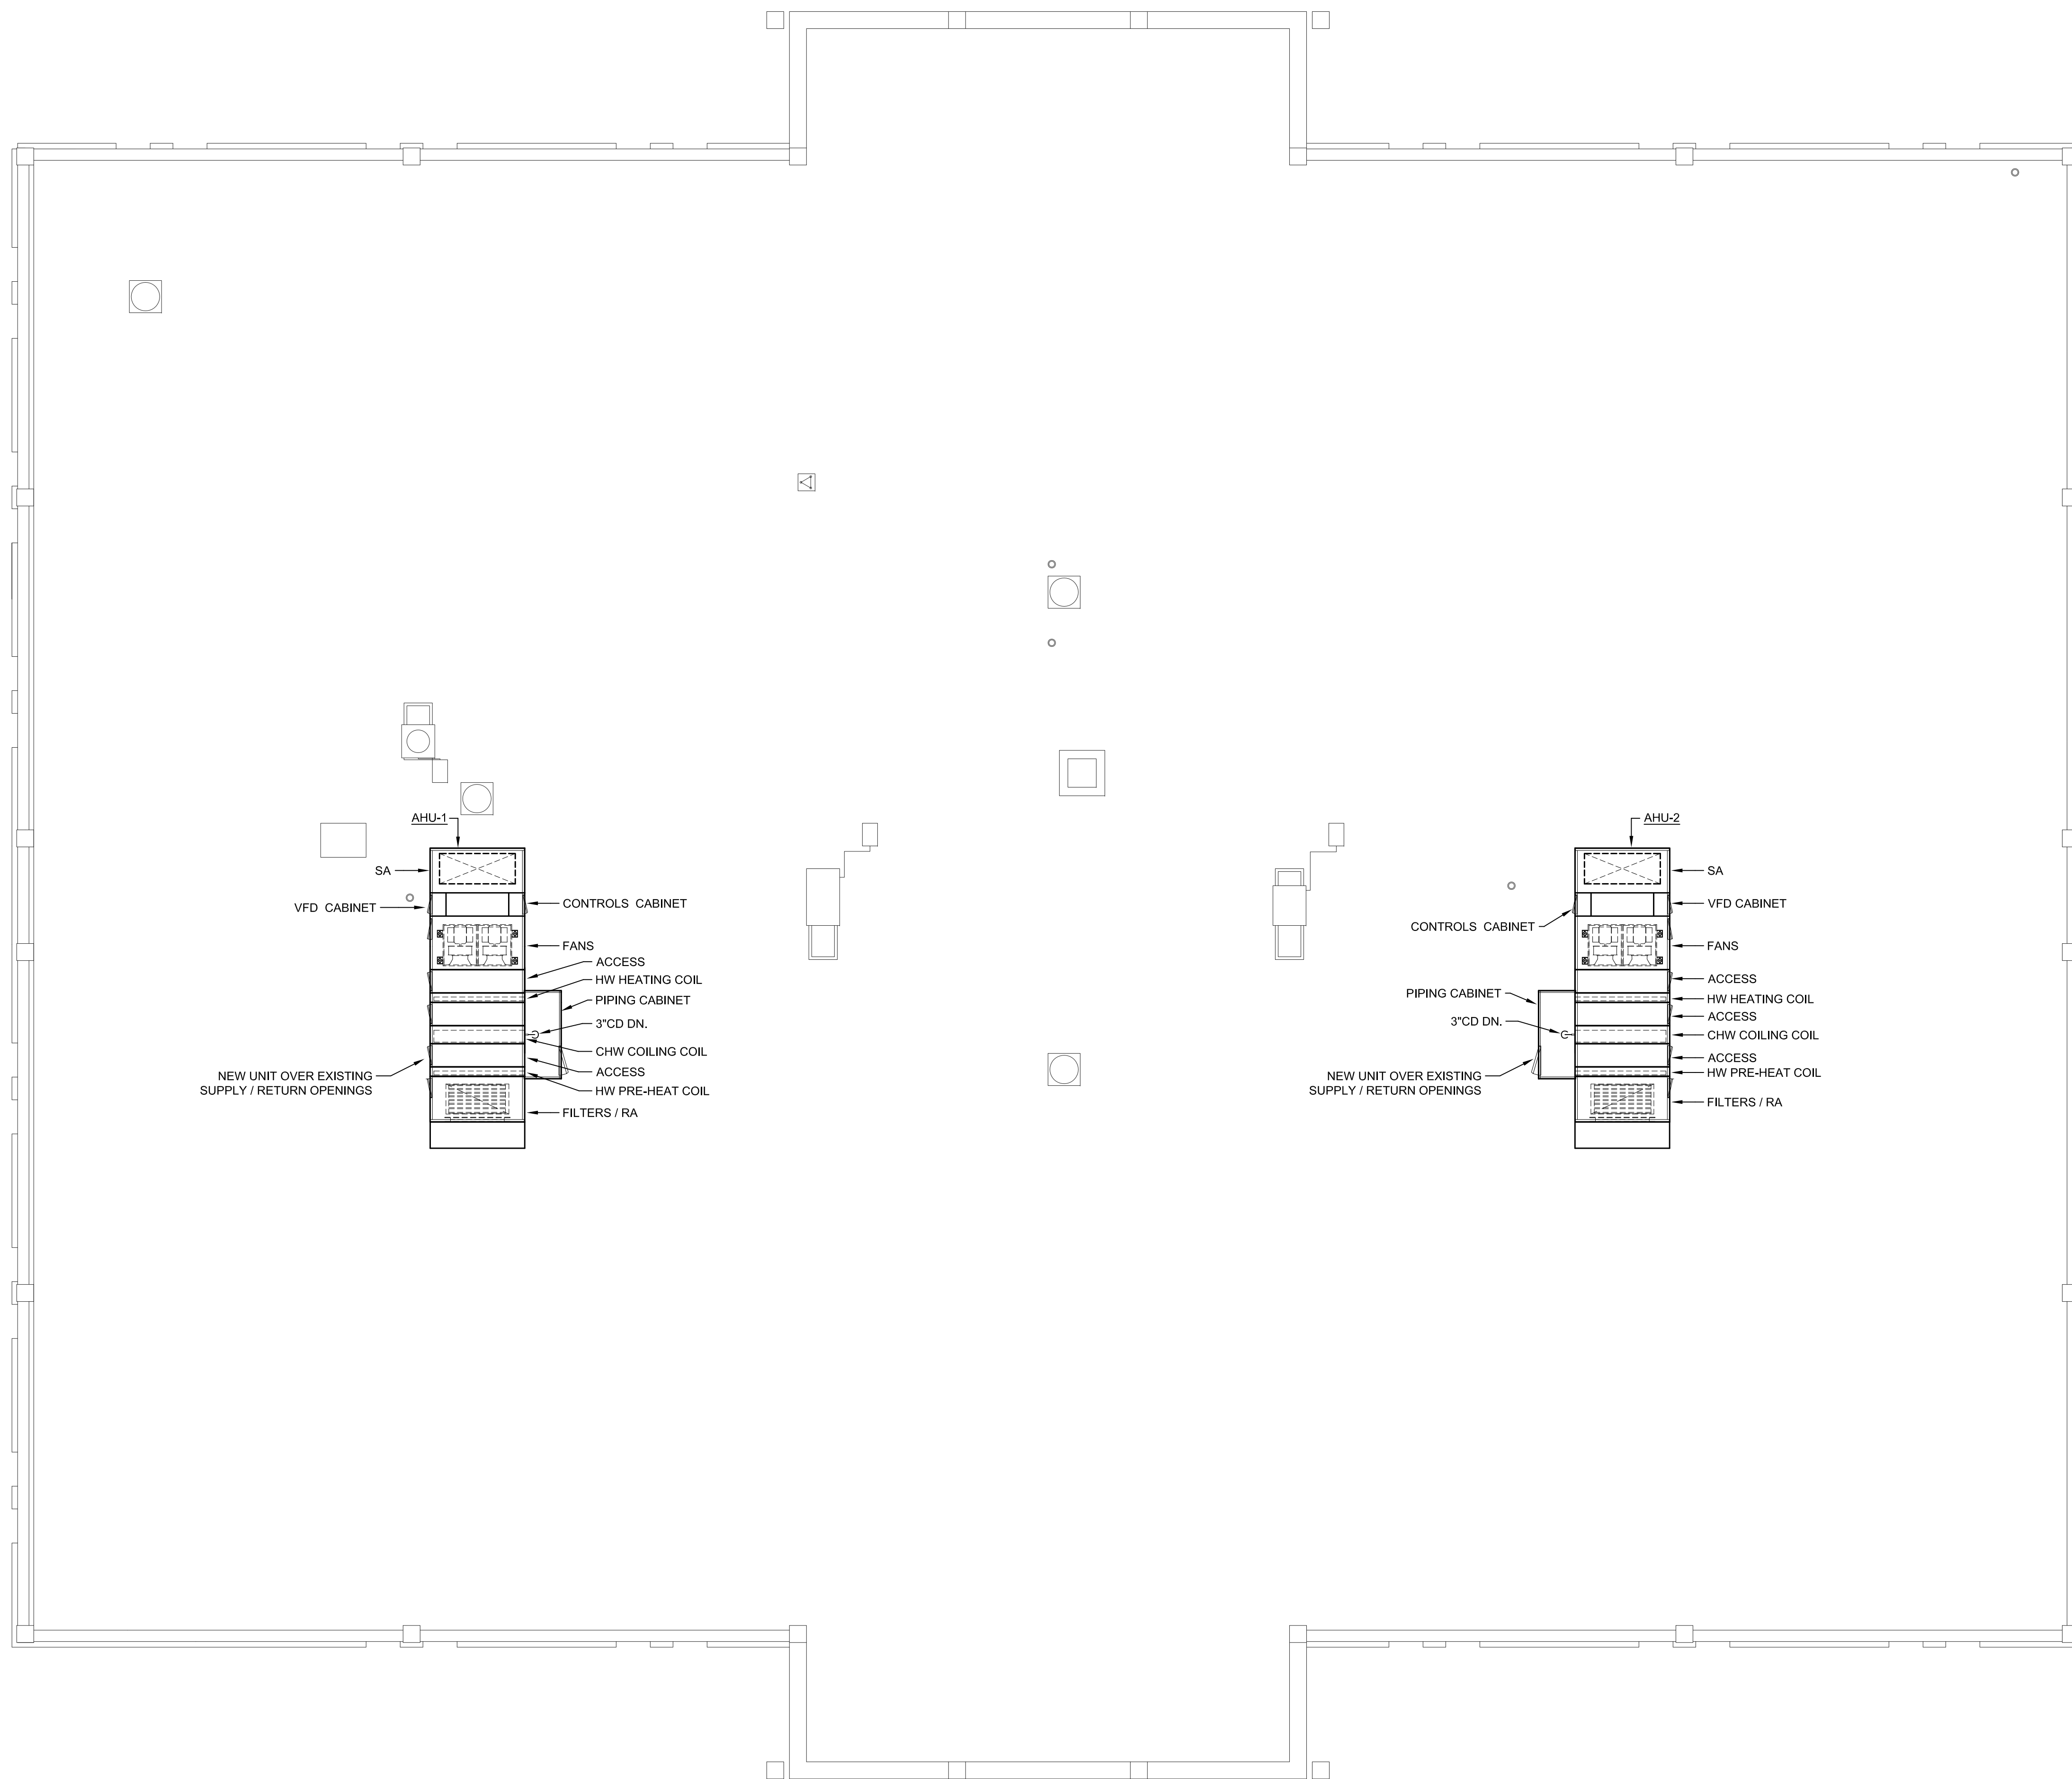 AHU-1
SA
VFD CABINET
CONTROLS CABINET
FANS
ACCESS
HW HEATING COIL
PIPING CABINET
3"CD DN.
CHW COILING COIL
ACCESS
HW PRE-HEAT COIL
FILTERS / RA
NEW UNIT OVER EXISTING
SUPPLY / RETURN OPENINGS
AHU-2
SA
VFD CABINET
CONTROLS CABINET
FANS
ACCESS
PIPING CABINET
HW HEATING COIL
ACCESS
3"CD DN.
CHW COILING COIL
ACCESS
HW PRE-HEAT COIL
NEW UNIT OVER EXISTING
SUPPLY / RETURN OPENINGS
FILTERS / RA